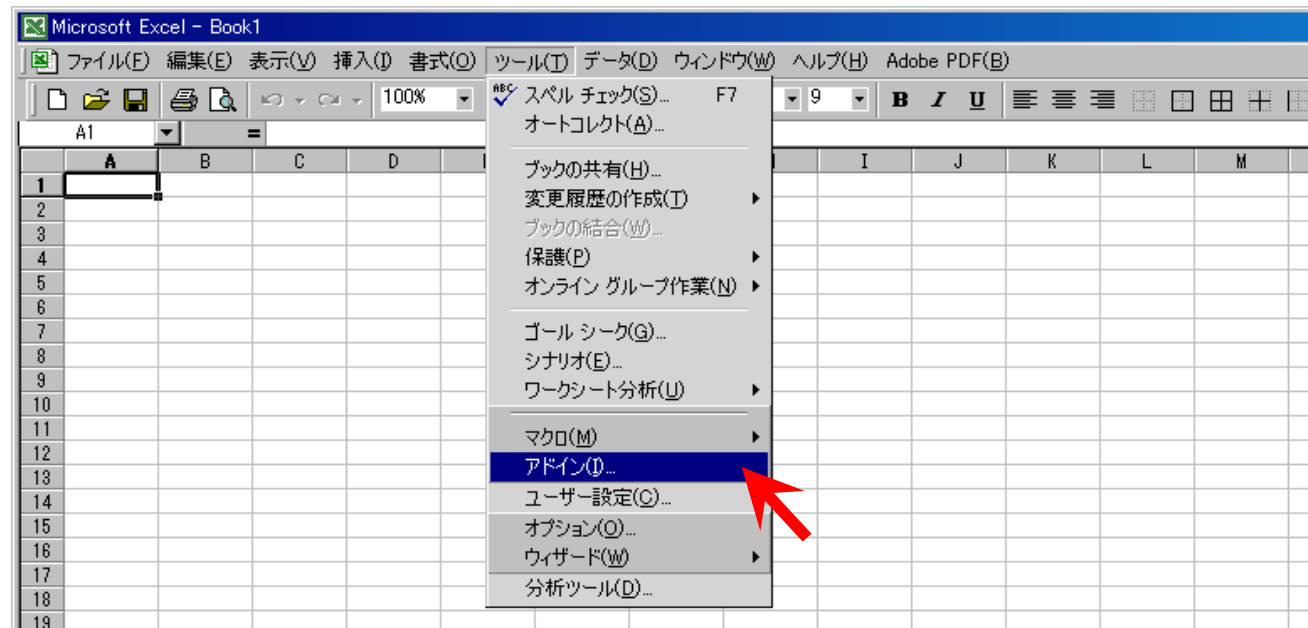 Microsoft Excel - Book1
ファイル(F) 編集(E) 表示(V) 挿入(I) 書式(O) ツール(T) データ(D) ウィンドウ(W) ヘルプ(H) Adobe PDF(B)
100% 9 B I U
A1 =
A B C D I J K L M
スペル チェック(S)... F7
オートコレクト(A)...
ブックの共有(H)...
変更履歴の作成(T)
ブックの結合(W)...
保護(P)
オンライン グループ作業(N)
ゴール シーク(G)...
シナリオ(E)...
ワークシート分析(U)
マクロ(M)
アドイン(I)...
ユーザー設定(C)...
オプション(O)...
ウィザード(W)
分析ツール(D)...
1
2
3
4
5
6
7
8
9
10
11
12
13
14
15
16
17
18
19